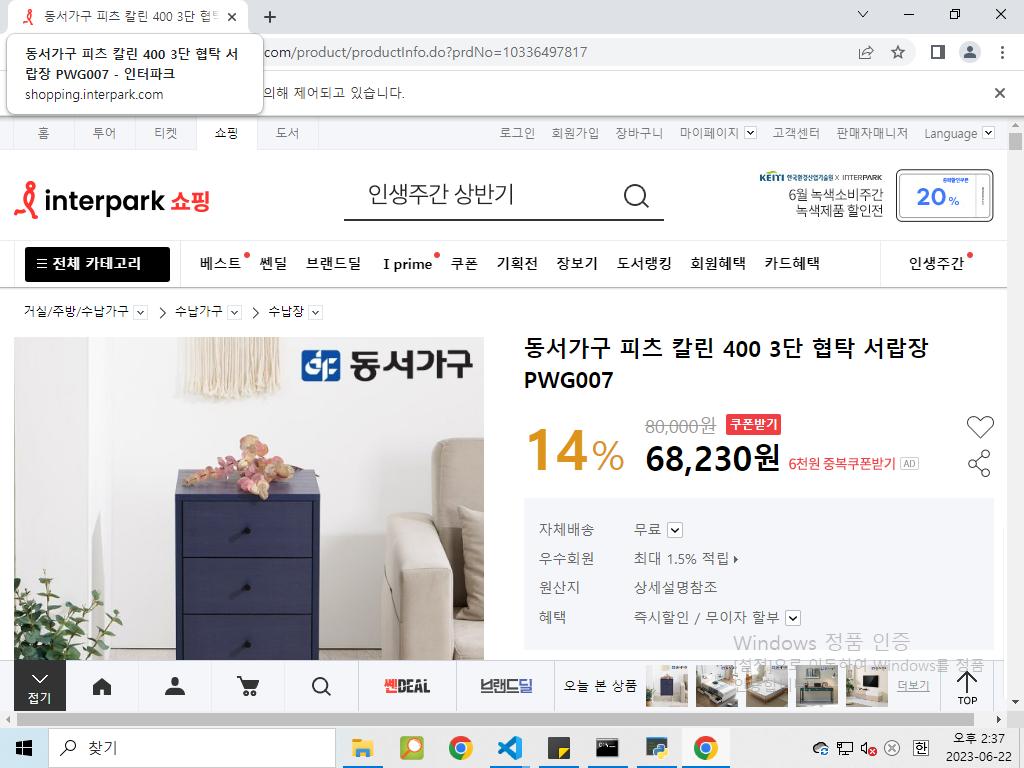 동서가구 피츠 칼린 400 3단 협탁
동서가구 피츠 칼린 400 3단 협탁 서
랍장 PWG007 - 인터파크
shopping.interpark.com
.com/product/productInfo.do?prdNo=10336497817
의해 제어되고 있습니다.
홈 투어 티켓 쇼핑 도서 로그인 회원가입 장바구니 마이페이지 고객센터 판매자매니저 Language
interpark 쇼핑
인생주간 상반기
KEITI 한국환경산업기술원 X INTERPARK
6월 녹색소비주간
녹색제품 할인전
중복할인쿠폰
20%
전체 카테고리 베스트 쎈딜 브랜드딜 I prime 쿠폰 기획전 장보기 도서랭킹 회원혜택 카드혜택 인생주간
거실/주방/수납가구 수납가구 수납장
동서가구
동서가구 피츠 칼린 400 3단 협탁 서랍장
PWG007
14%
80,000원 쿠폰받기
68,230원 6천원 중복쿠폰받기 AD
자체배송 무료
우수회원 최대 1.5% 적립
원산지 상세설명참조
혜택 즉시할인 / 무이자 할부
Windows 정품 인증
[설정]으로 이동하여 Windows를 정품
접기
쎈DEAL
브랜드딜
오늘 본 상품
더보기
TOP
찾기
한
오후 2:37
2023-06-22